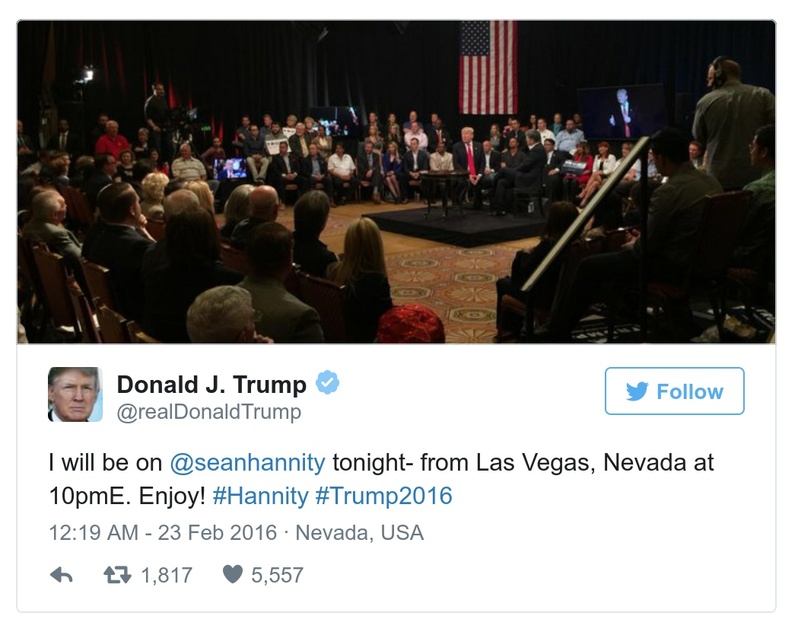 Donald J. Trump
@realDonaldTrump
Follow
I will be on @seanhannity tonight- from Las Vegas, Nevada at
10pmE. Enjoy! #Hannity #Trump2016
12:19 AM - 23 Feb 2016 · Nevada, USA
1,817 5,557